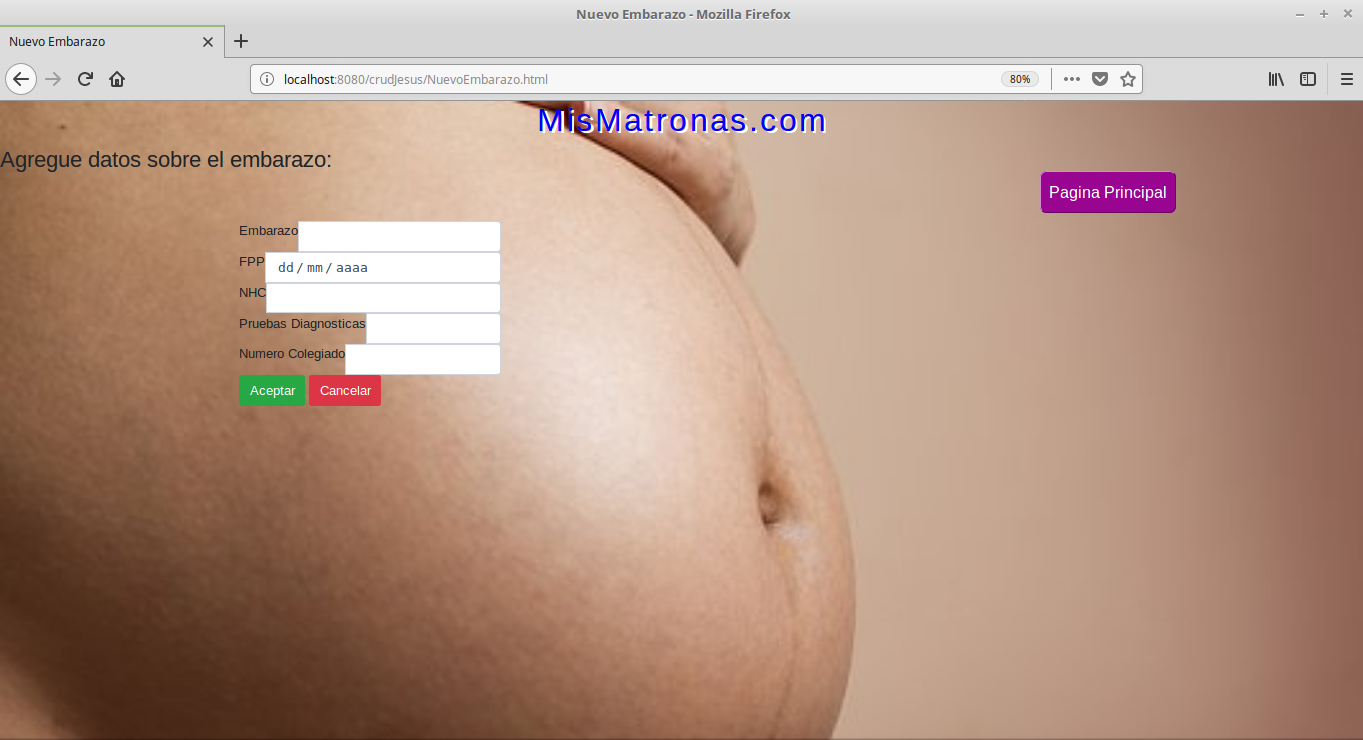 Nuevo Embarazo - Mozilla Firefox
Nuevo Embarazo
localhost:8080/crudJesus/NuevoEmbarazo.html
80%
MisMatronas.com
Agregue datos sobre el embarazo:
Pagina Principal
Embarazo
FPP dd / mm / aaaa
NHC
Pruebas Diagnosticas
Numero Colegiado
Aceptar Cancelar